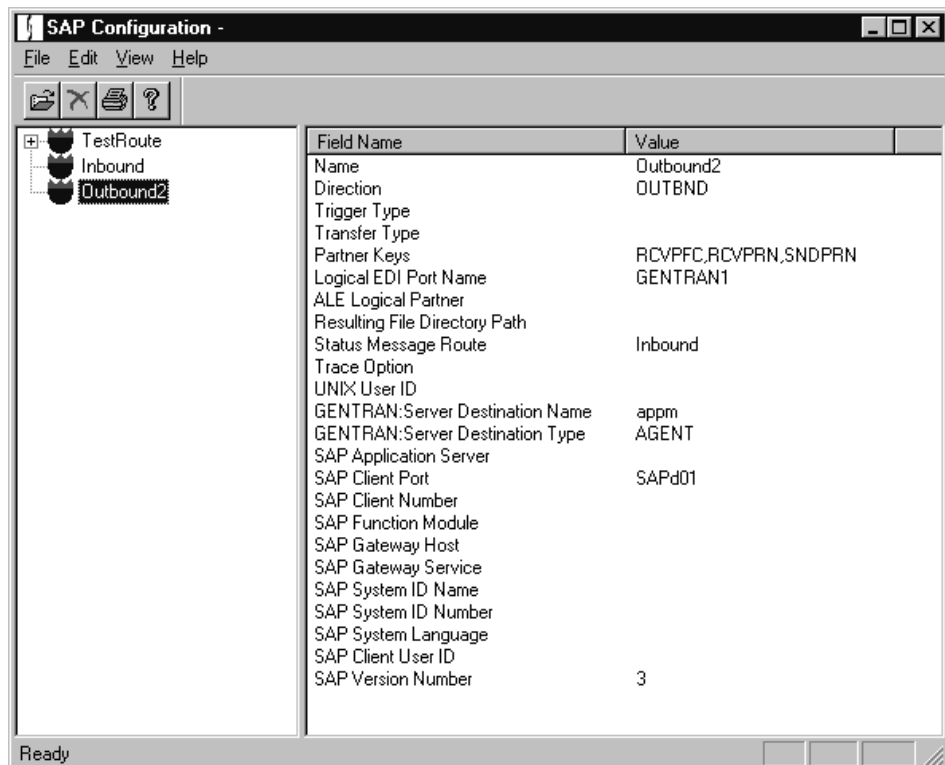 SAP Configuration -
File Edit View Help
TestRoute
Inbound
Outbound2
Field Name Value
Name Outbound2
Direction OUTBND
Trigger Type
Transfer Type
Partner Keys RCVPFC,RCVPRN,SNDPRN
Logical EDI Port Name GENTRAN1
ALE Logical Partner
Resulting File Directory Path
Status Message Route Inbound
Trace Option
UNIX User ID
GENTRAN:Server Destination Name appm
GENTRAN:Server Destination Type AGENT
SAP Application Server
SAP Client Port SAPd01
SAP Client Number
SAP Function Module
SAP Gateway Host
SAP Gateway Service
SAP System ID Name
SAP System ID Number
SAP System Language
SAP Client User ID
SAP Version Number 3
Ready